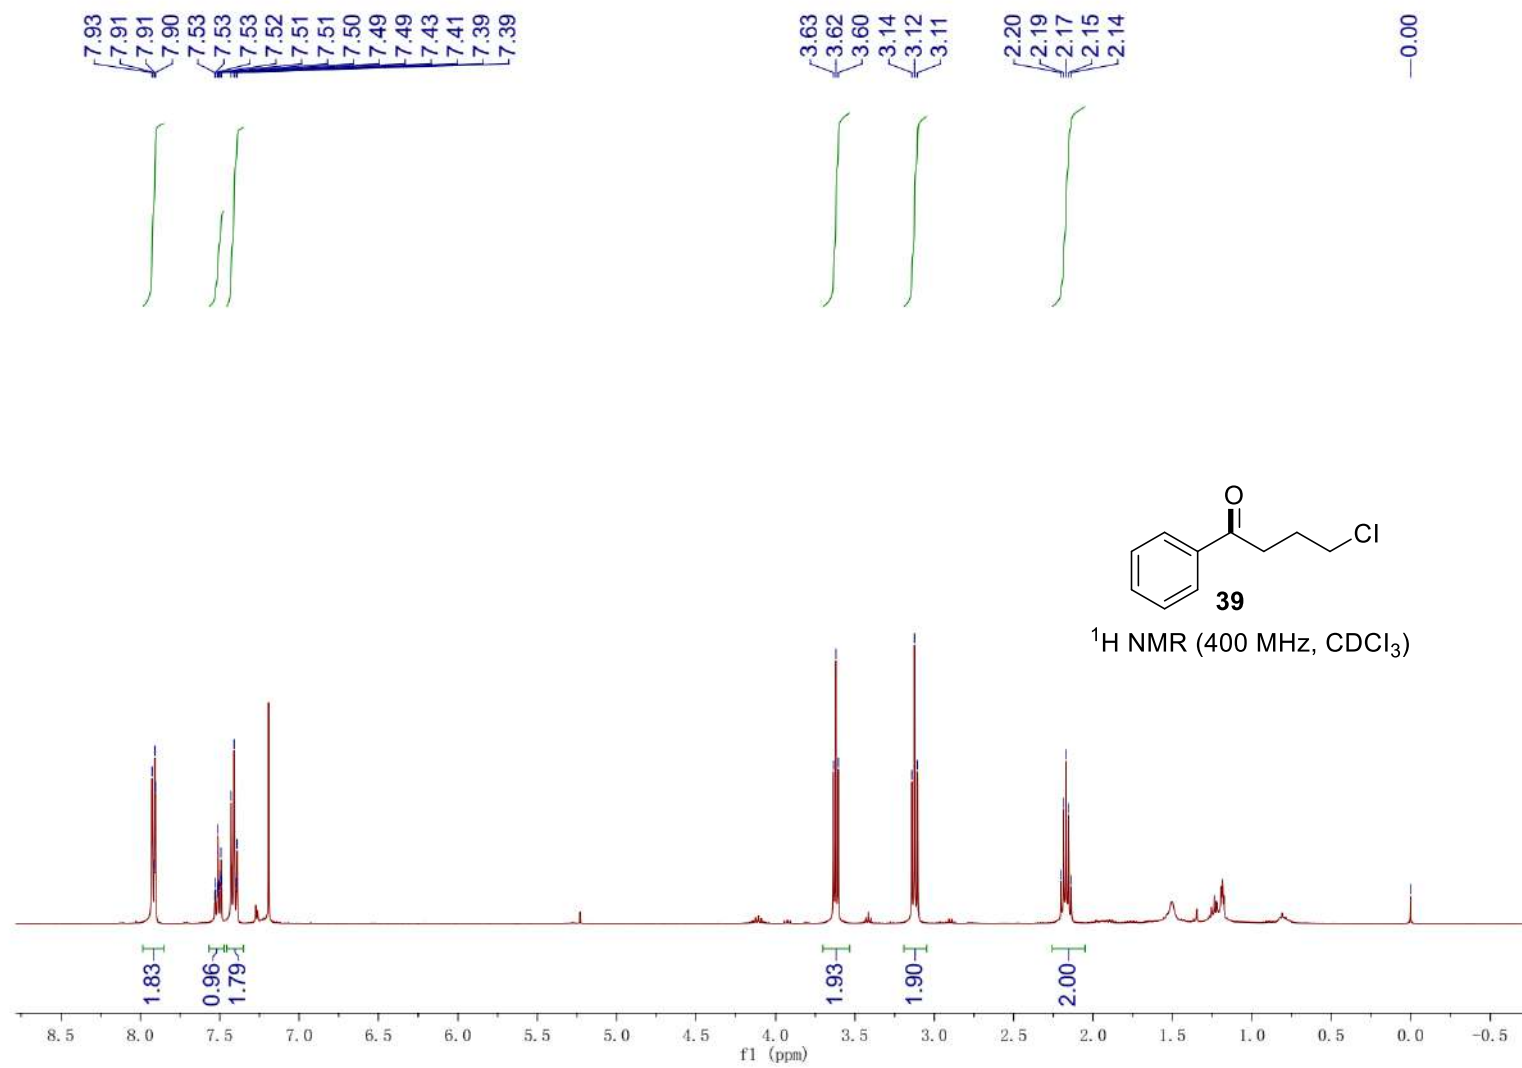 7.93 7.91 7.91 7.90 7.53 7.53 7.53 7.52 7.51 7.51 7.50 7.49 7.49 7.43 7.41 7.39 7.39 3.63 3.62 3.60 3.14 3.12 3.11 2.20 2.19 2.17 2.15 2.14 -0.00
O
Cl
39
¹H NMR (400 MHz, CDCl₃)
1.83 0.96 1.79 1.93 1.90 2.00
8.5 8.0 7.5 7.0 6.5 6.0 5.5 5.0 4.5 4.0 3.5 3.0 2.5 2.0 1.5 1.0 0.5 0.0 -0.5
f1 (ppm)